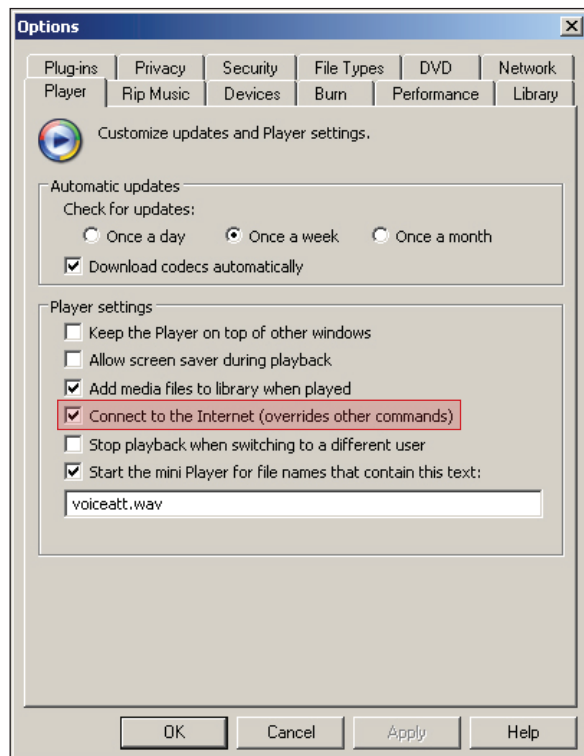 Options
Plug-ins Privacy Security File Types DVD Network
Player Rip Music Devices Burn Performance Library
Customize updates and Player settings.
Automatic updates
Check for updates:
Once a day Once a week Once a month
Download codecs automatically
Player settings
Keep the Player on top of other windows
Allow screen saver during playback
Add media files to library when played
Connect to the Internet (overrides other commands)
Stop playback when switching to a different user
Start the mini Player for file names that contain this text:
voiceatt.wav
OK Cancel Apply Help